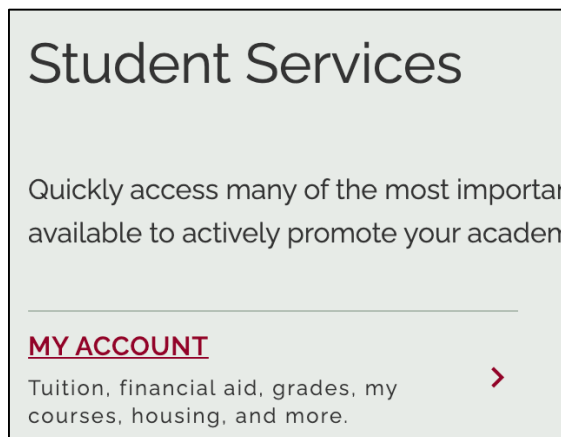 Student Services
Quickly access many of the most
available to actively promote your
MY ACCOUNT
Tuition, financial aid, grades, my
courses, housing, and more.